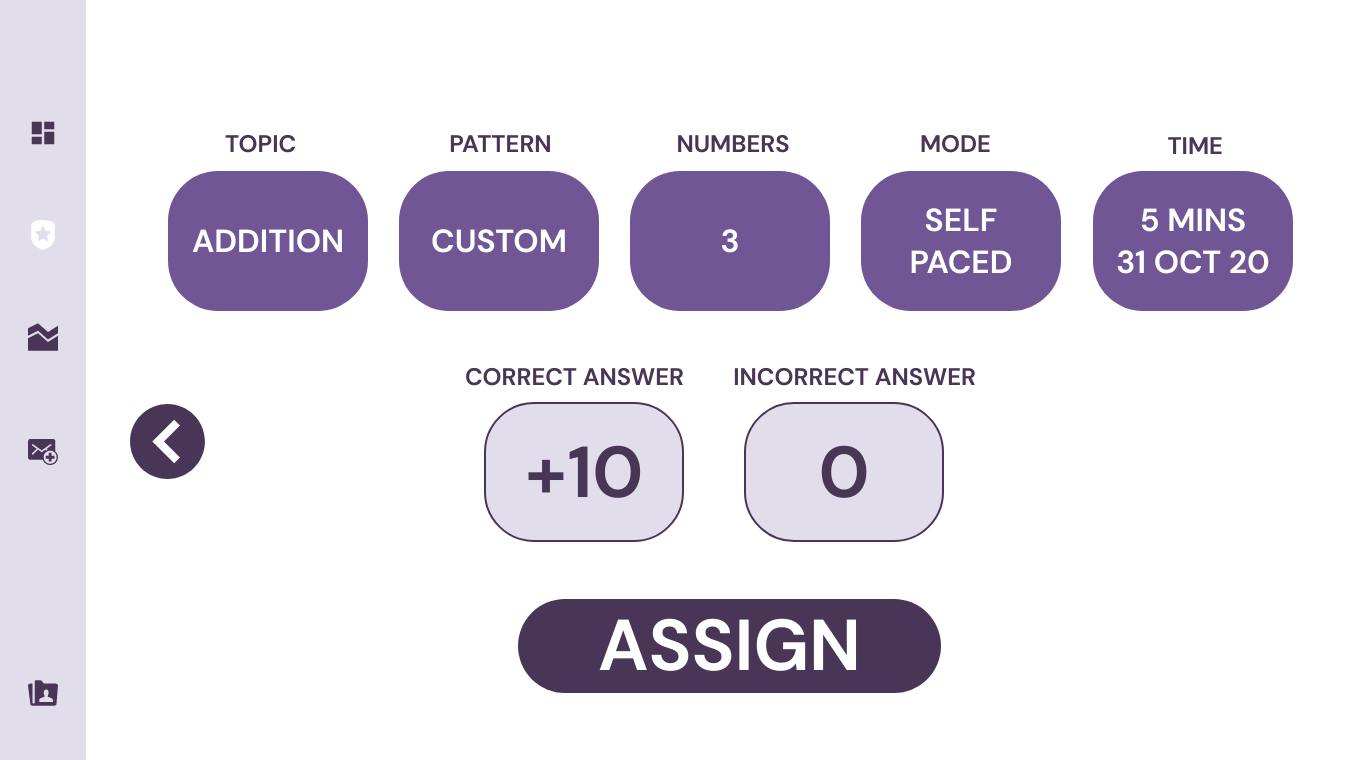 TOPIC
PATTERN
NUMBERS
MODE
TIME
ADDITION
CUSTOM
3
SELF
PACED
5 MINS
31 OCT 20
CORRECT ANSWER
INCORRECT ANSWER
+10
0
ASSIGN